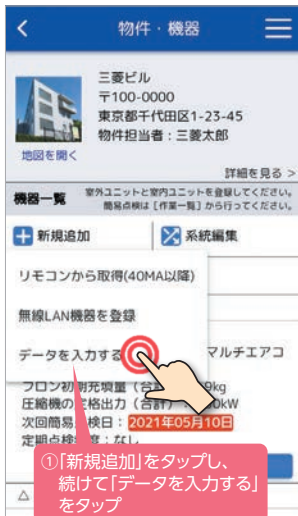 物件・機器
三菱ビル
〒100-0000
東京都千代田区1-23-45
物件担当者：三菱太郎
地図を開く
詳細を見る >
機器一覧
室外ユニットと室内ユニットを登録してください。
簡易点検は［作業一覧］から行ってください。
新規追加
系統編集
リモコンから取得(40MA以降)
無線LAN機器を登録
データを入力する
マルチエアコ
フロン初期充填量（合
9kg
圧縮機の定格出力（合計）
0kW
次回簡易
検日：2021年05月10日
定期点検
：なし
①「新規追加」をタップし、
続けて「データを入力する」
をタップ